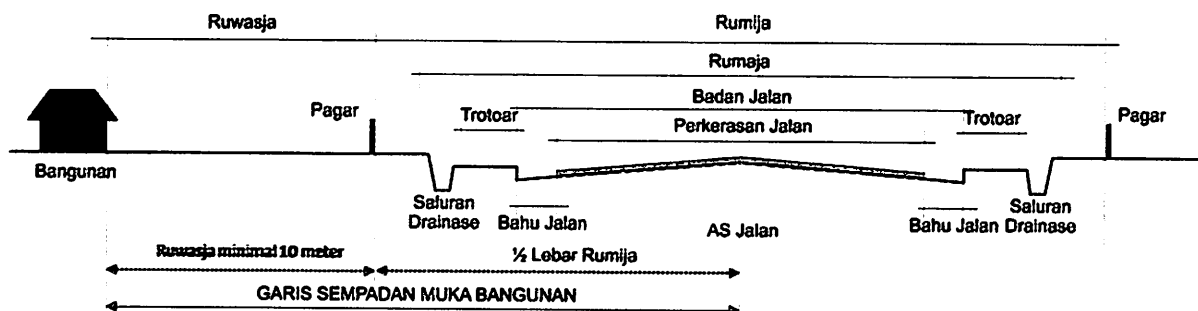 Ruwasja Rumija
Rumaja
Badan Jalan
Pagar Trotoar Trotoar Pagar
Perkerasan Jalan
Bangunan
Saluran
Drainase
Bahu Jalan
AS Jalan
Bahu Jalan
Saluran
Drainase
Ruwasja minimal 10 meter ½ Lebar Rumija
GARIS SEMPADAN MUKA BANGUNAN